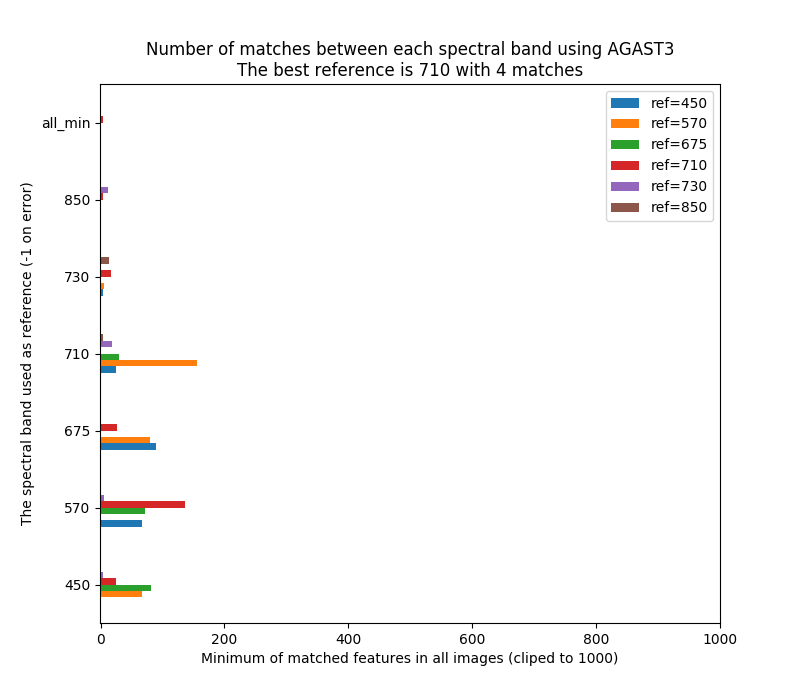 Number of matches between each spectral band using AGAST3
The best reference is 710 with 4 matches
ref=450
ref=570
ref=675
ref=710
ref=730
ref=850
The spectral band used as reference (-1 on error)
all_min
850
730
710
675
570
450
0 200 400 600 800 1000
Minimum of matched features in all images (cliped to 1000)